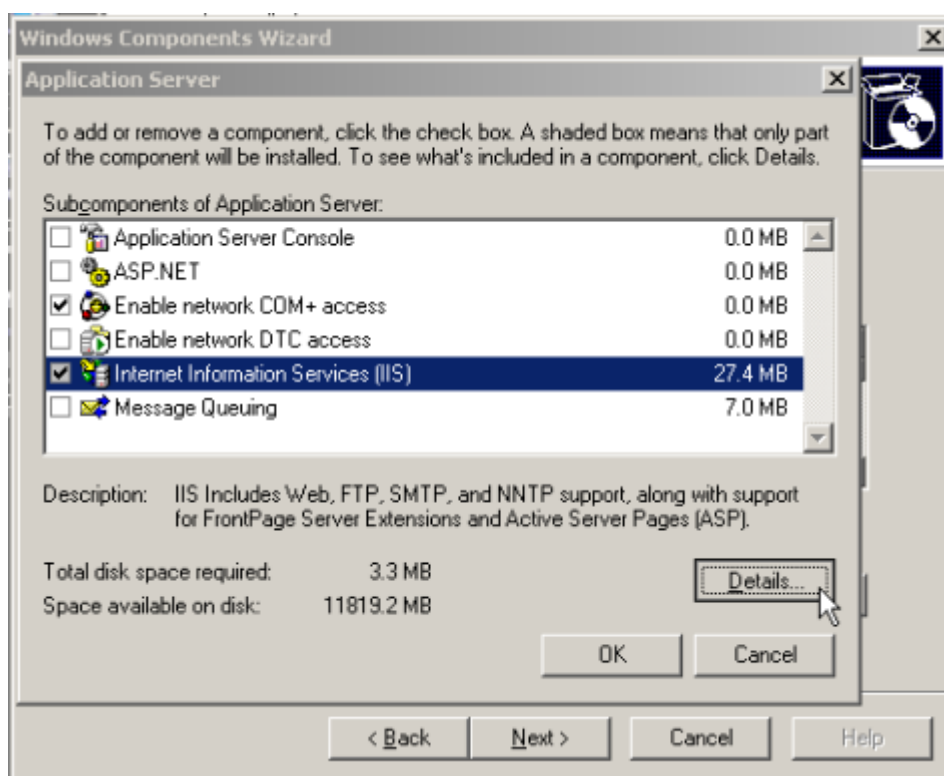 Windows Components Wizard
Application Server
To add or remove a component, click the check box. A shaded box means that only part
of the component will be installed. To see what's included in a component, click Details.
Subcomponents of Application Server:
Application Server Console 0.0 MB
ASP.NET 0.0 MB
Enable network COM+ access 0.0 MB
Enable network DTC access 0.0 MB
Internet Information Services (IIS) 27.4 MB
Message Queuing 7.0 MB
Description: IIS Includes Web, FTP, SMTP, and NNTP support, along with support
for FrontPage Server Extensions and Active Server Pages (ASP).
Total disk space required: 3.3 MB
Details...
Space available on disk: 11819.2 MB
OK Cancel
< Back Next > Cancel Help